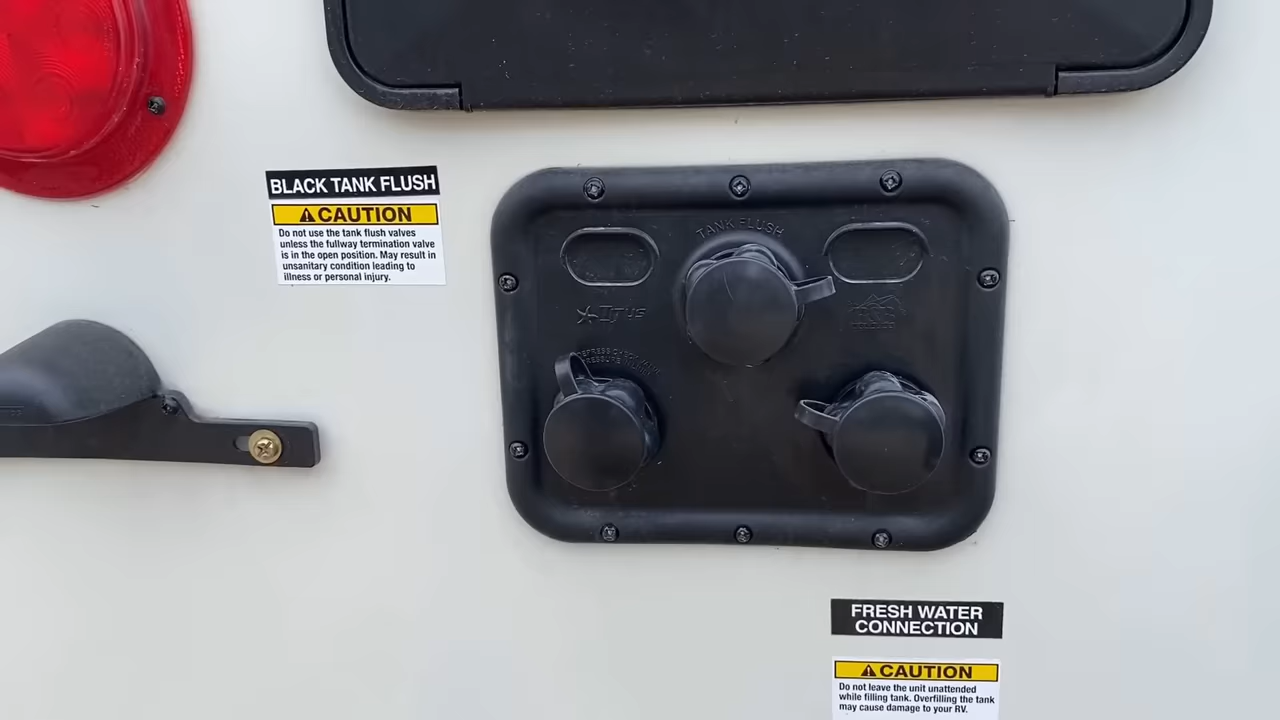 BLACK TANK FLUSH
CAUTION
Do not use the tank flush valves
unless the fullway termination valve
is in the open position. May result in
unsanitary condition leading to
illness or personal injury.
TANK FLUSH
FRESH WATER
CONNECTION
CAUTION
Do not leave the unit unattended
while filling tank. Overfilling the tank
may cause damage to your RV.